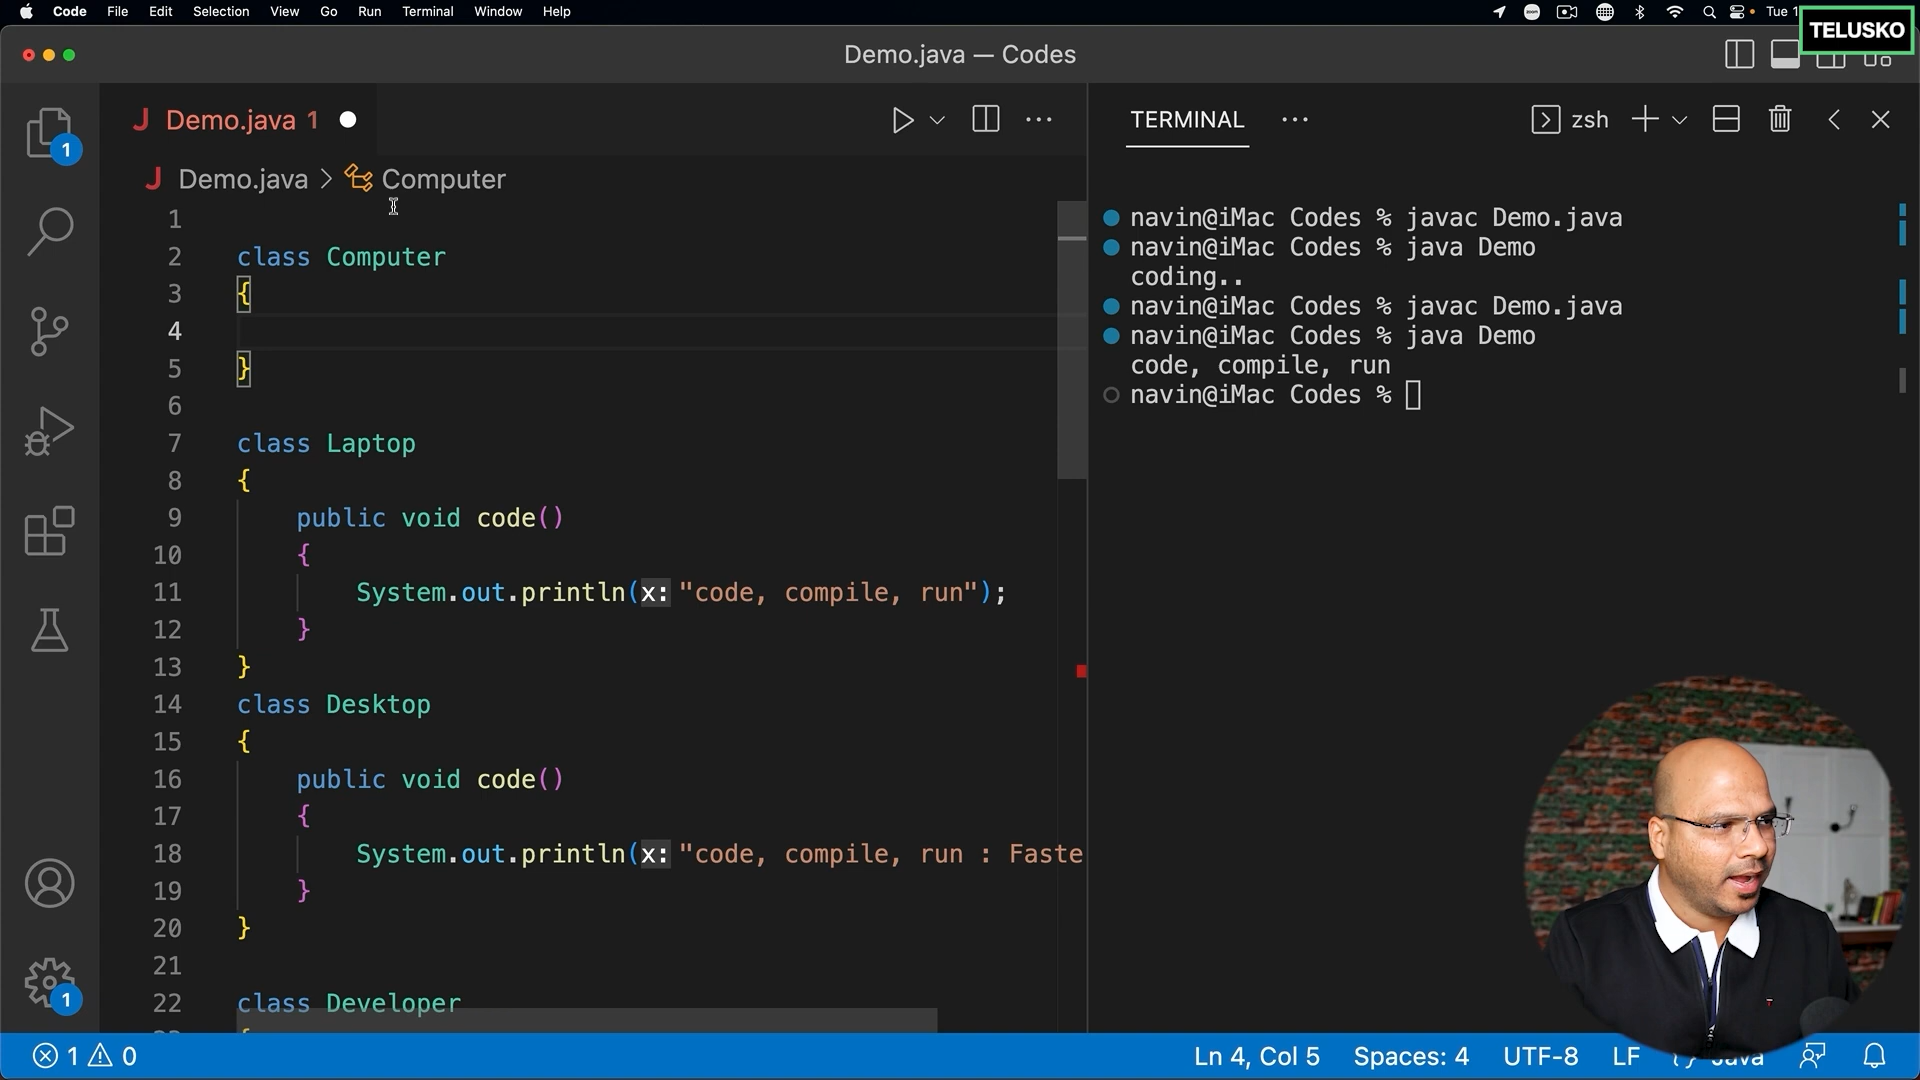 Code File Edit Selection View Go Run Terminal Window Help
zoom
Tue 1
TELUSKO
Demo.java — Codes
1
Demo.java 1
TERMINAL
zsh
Demo.java > Computer
1
2 class Computer
3 {
4
5 }
6
7 class Laptop
8 {
9 public void code()
10 {
11 System.out.println(x: "code, compile, run");
12 }
13 }
14 class Desktop
15 {
16 public void code()
17 {
18 System.out.println(x: "code, compile, run : Faste
19 }
20 }
21
22 class Developer
navin@iMac Codes % javac Demo.java
navin@iMac Codes % java Demo
coding..
navin@iMac Codes % javac Demo.java
navin@iMac Codes % java Demo
code, compile, run
navin@iMac Codes %
1
1 0
Ln 4, Col 5 Spaces: 4 UTF-8 LF Java